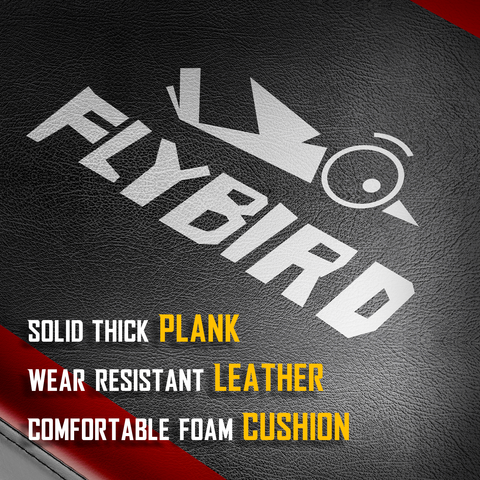 FLYBIRD
SOLID THICK PLANK
WEAR RESISTANT LEATHER
COMFORTABLE FOAM CUSHION